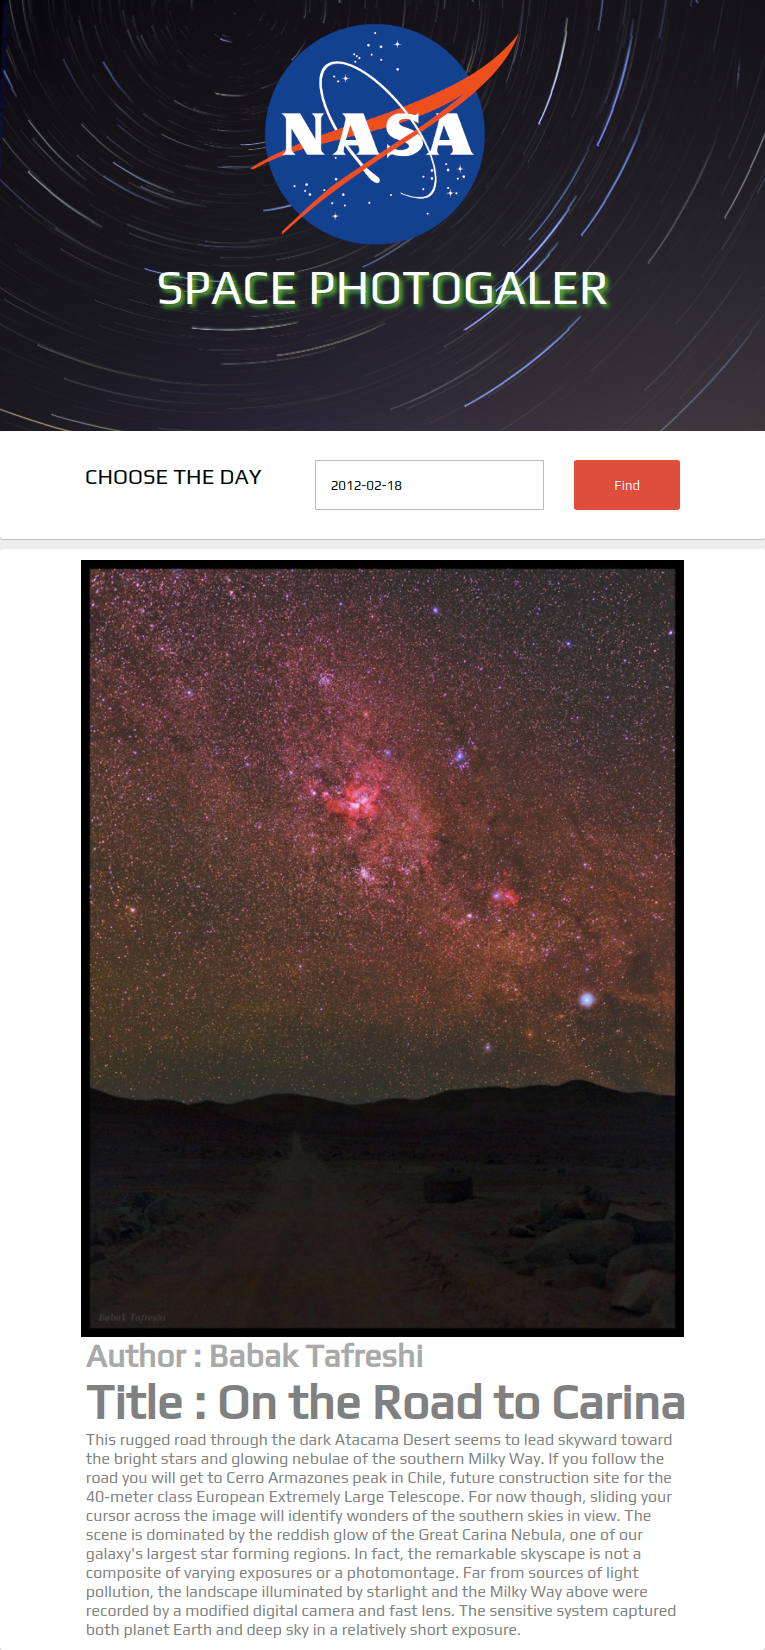 NASA
SPACE PHOTOGALER
CHOOSE THE DAY
2012-02-18
Find
Babak Tafreshi
Author : Babak Tafreshi
Title : On the Road to Carina
This rugged road through the dark Atacama Desert seems to lead skyward toward
the bright stars and glowing nebulae of the southern Milky Way. If you follow the
road you will get to Cerro Armazones peak in Chile, future construction site for the
40-meter class European Extremely Large Telescope. For now though, sliding your
cursor across the image will identify wonders of the southern skies in view. The
scene is dominated by the reddish glow of the Great Carina Nebula, one of our
galaxy's largest star forming regions. In fact, the remarkable skyscape is not a
composite of varying exposures or a photomontage. Far from sources of light
pollution, the landscape illuminated by starlight and the Milky Way above were
recorded by a modified digital camera and fast lens. The sensitive system captured
both planet Earth and deep sky in a relatively short exposure.